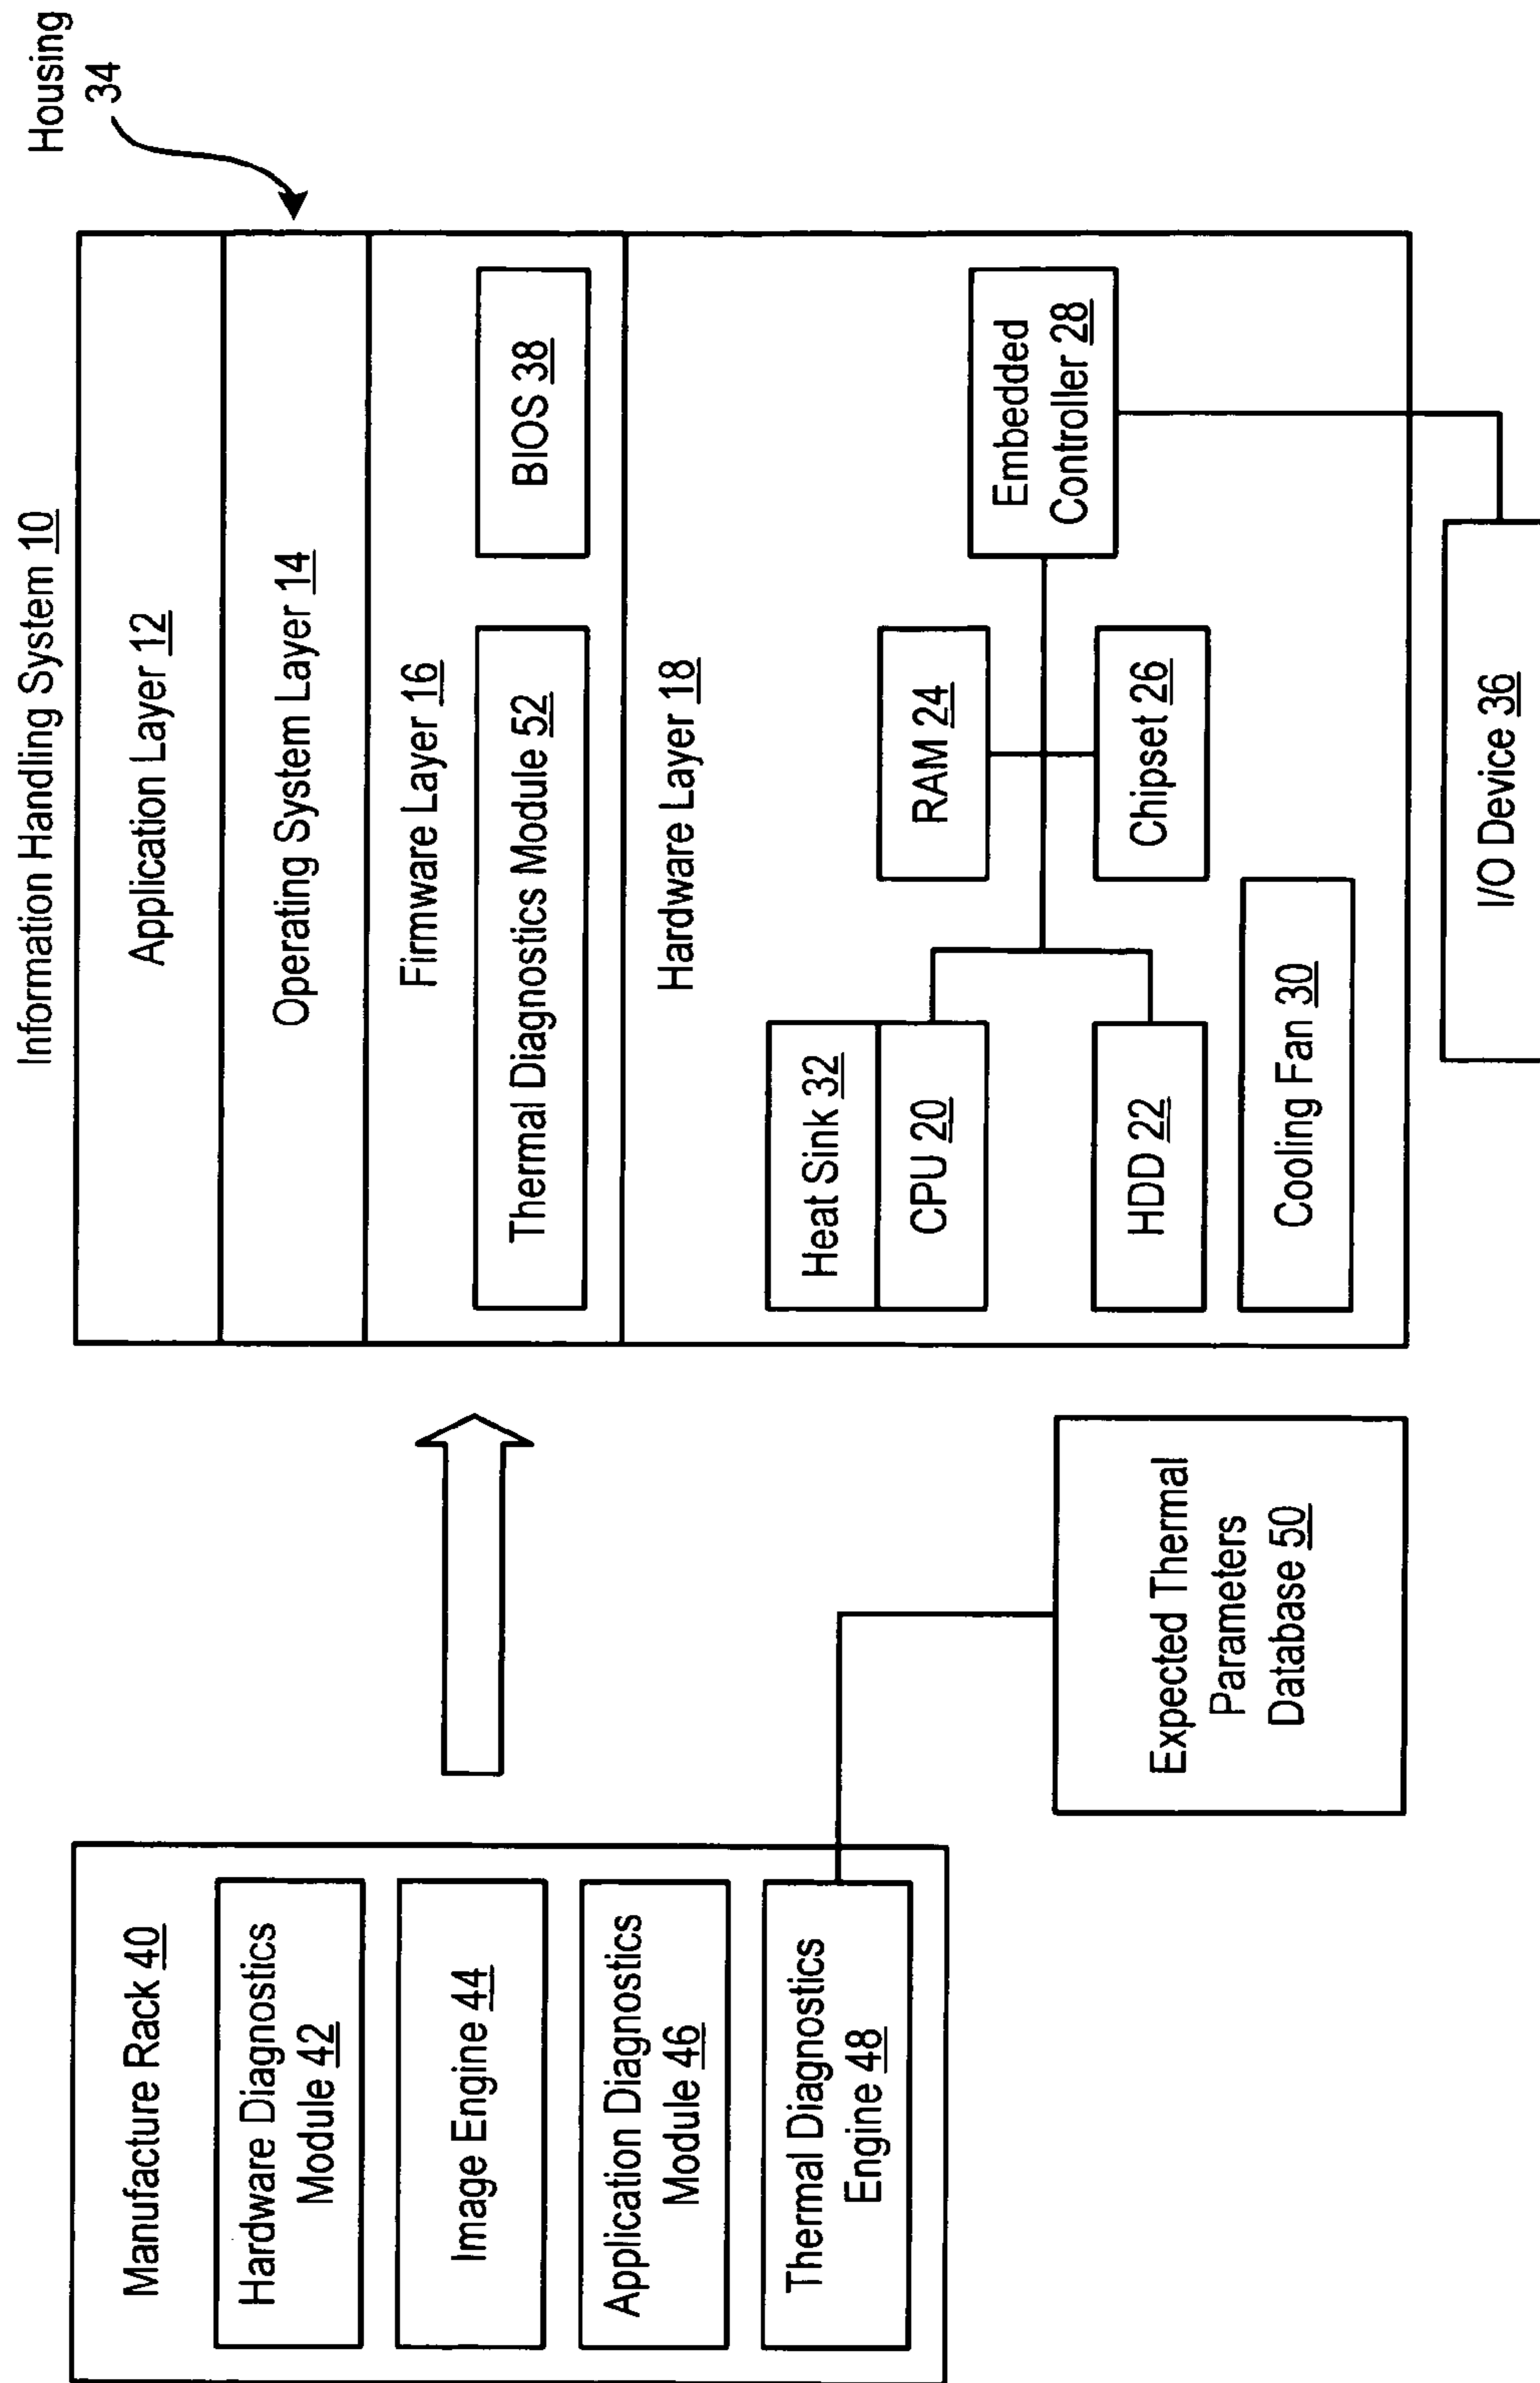 Information Handling System 10
Housing
34
Application Layer 12
Operating System Layer 14
Firmware Layer 16
Thermal Diagnostics Module 52
BIOS 38
Hardware Layer 18
Heat Sink 32
CPU 20
HDD 22
Cooling Fan 30
RAM 24
Chipset 26
Embedded
Controller 28
I/O Device 36
Manufacture Rack 40
Hardware Diagnostics
Module 42
Image Engine 44
Application Diagnostics
Module 46
Thermal Diagnostics
Engine 48
Expected Thermal
Parameters
Database 50